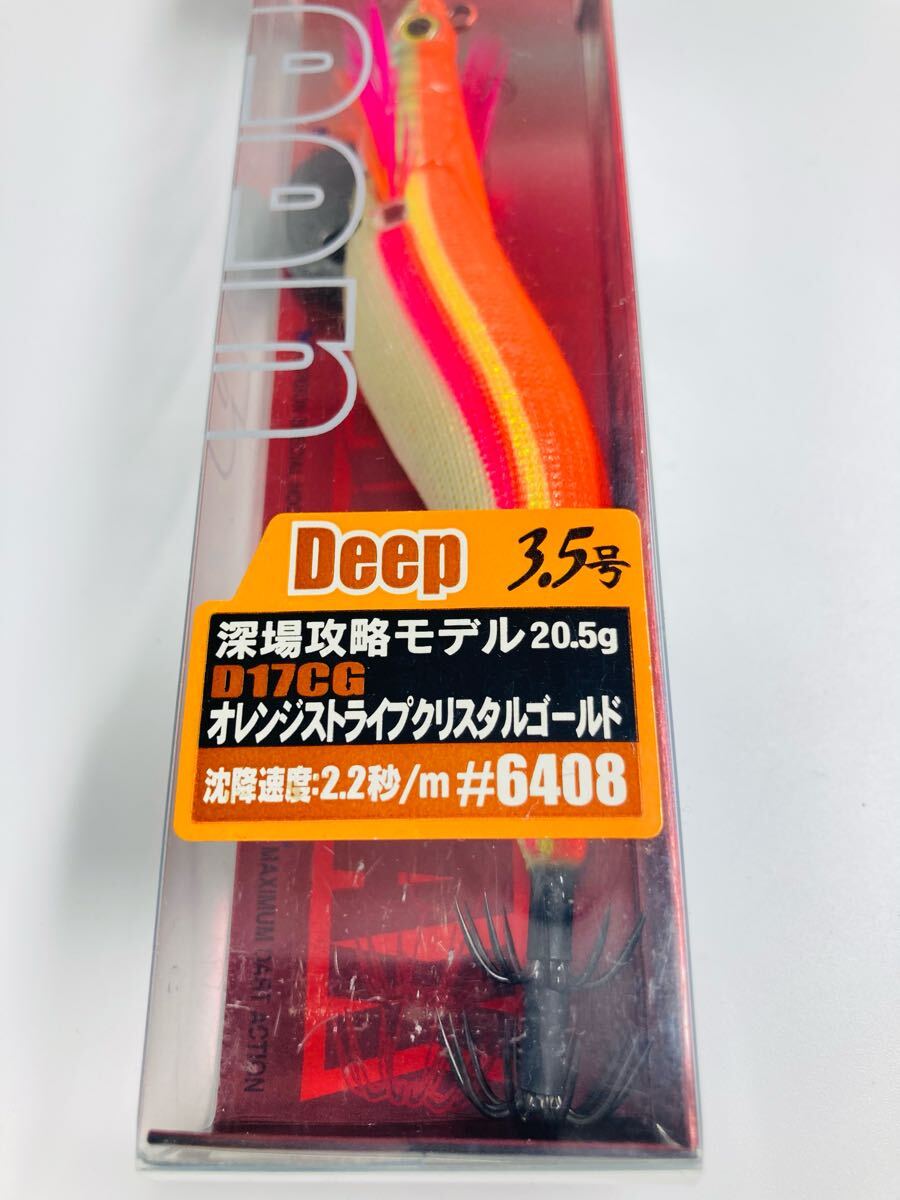 Deep 3.5号
深場攻略モデル 20.5g
D17CG
オレンジストライプクリスタルゴールド
沈降速度:2.2秒/m #6408
MAXIMUM DART ACTION